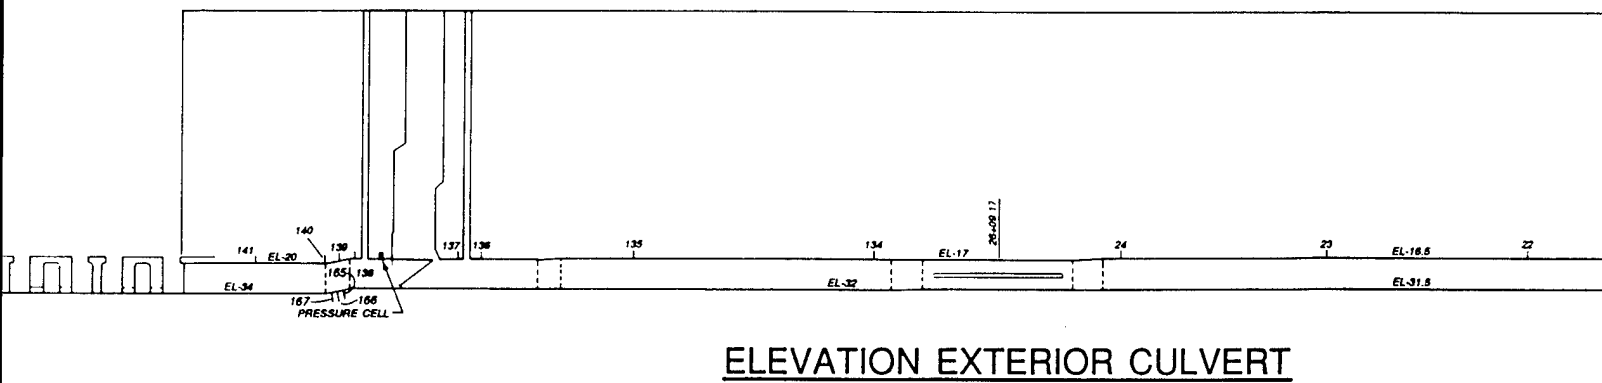 26+09.17
140
141
139
137
136
135
134
24
23
22
EL-20
EL-17
EL-16.5
165
138
EL-34
EL-32
EL-31.5
167
166
PRESSURE CELL
ELEVATION EXTERIOR CULVERT